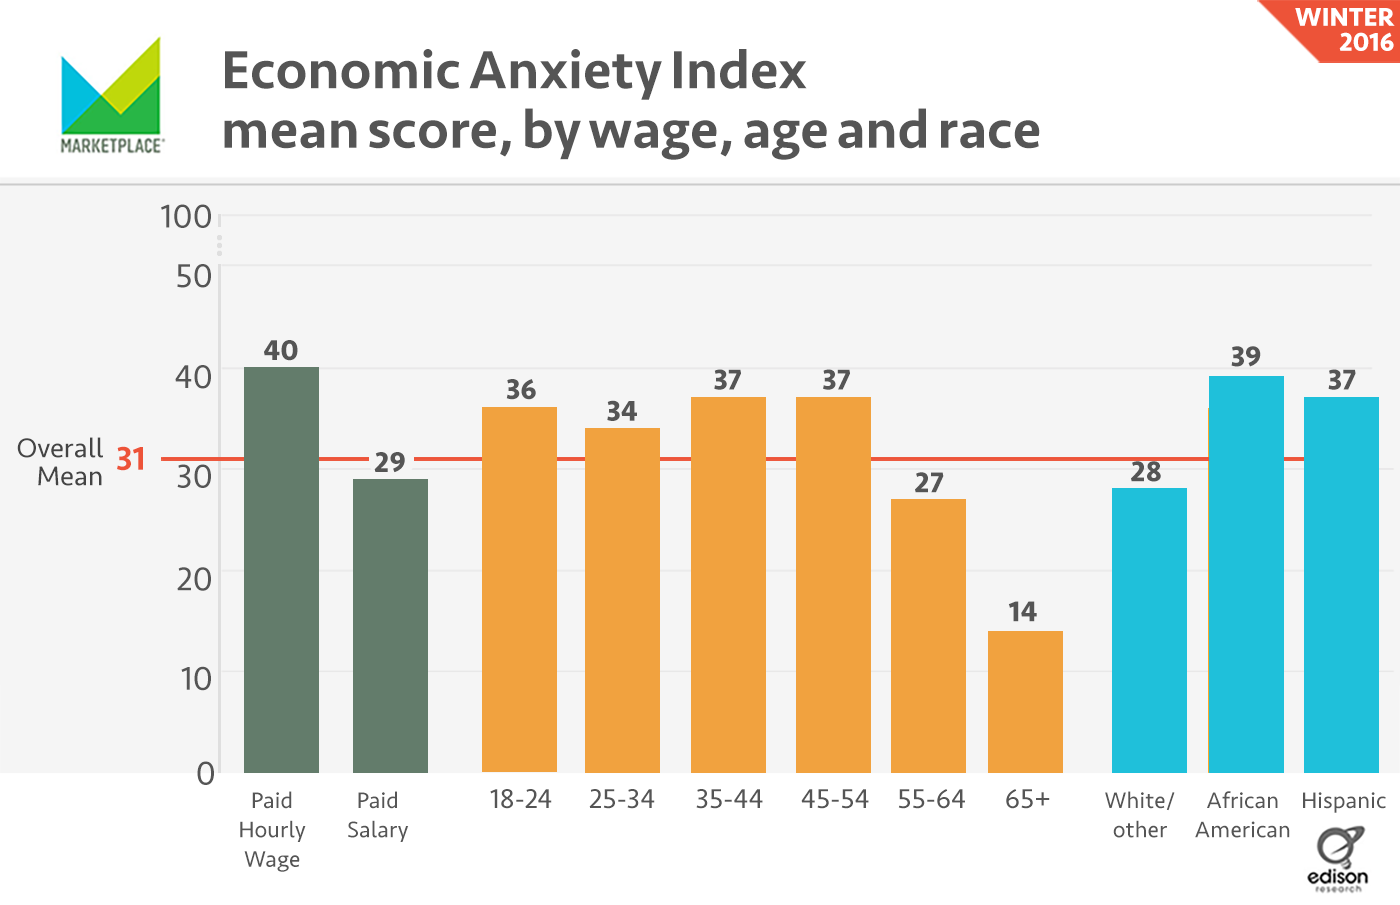 WINTER
2016
MARKETPLACE®
Economic Anxiety Index
mean score, by wage, age and race
100
50
40
30
20
10
0
Overall
Mean
31
40
29
36
34
37
37
27
14
28
39
37
Paid
Hourly
Wage
Paid
Salary
18-24
25-34
35-44
45-54
55-64
65+
White/
other
African
American
Hispanic
edison
research